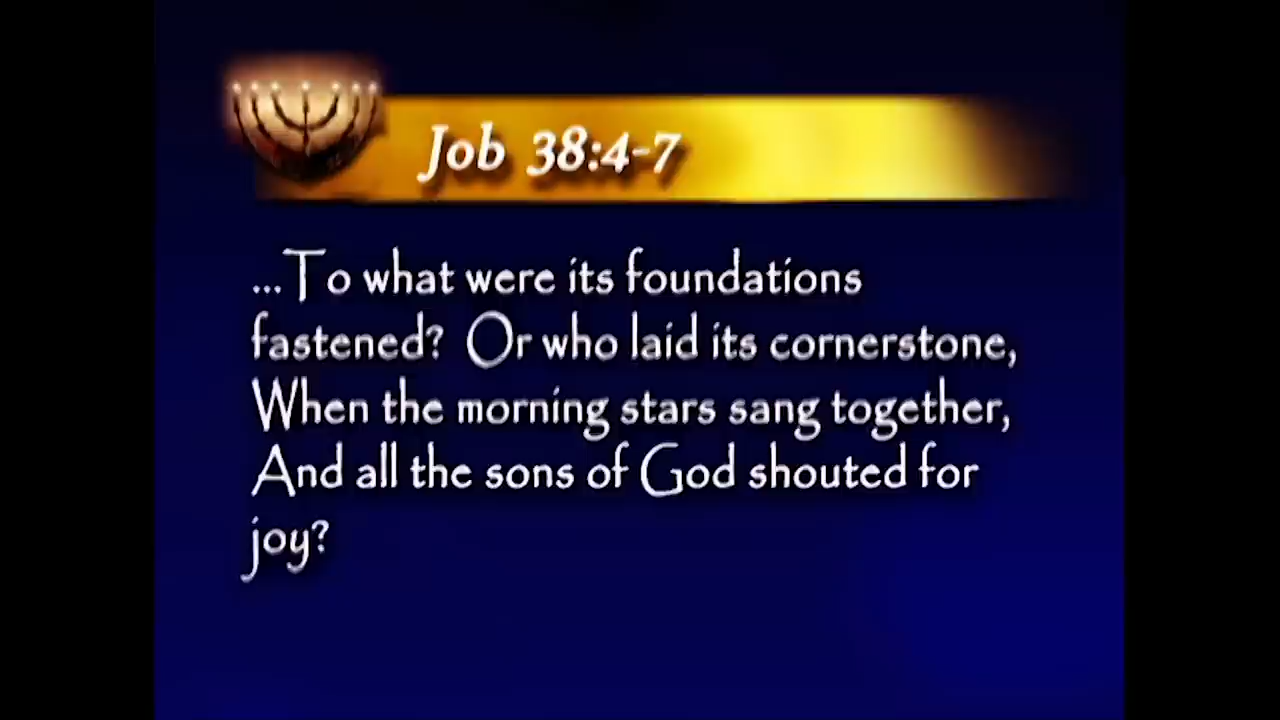 Job 38:4-7
...To what were its foundations
fastened? Or who laid its cornerstone,
When the morning stars sang together,
And all the sons of God shouted for
joy?